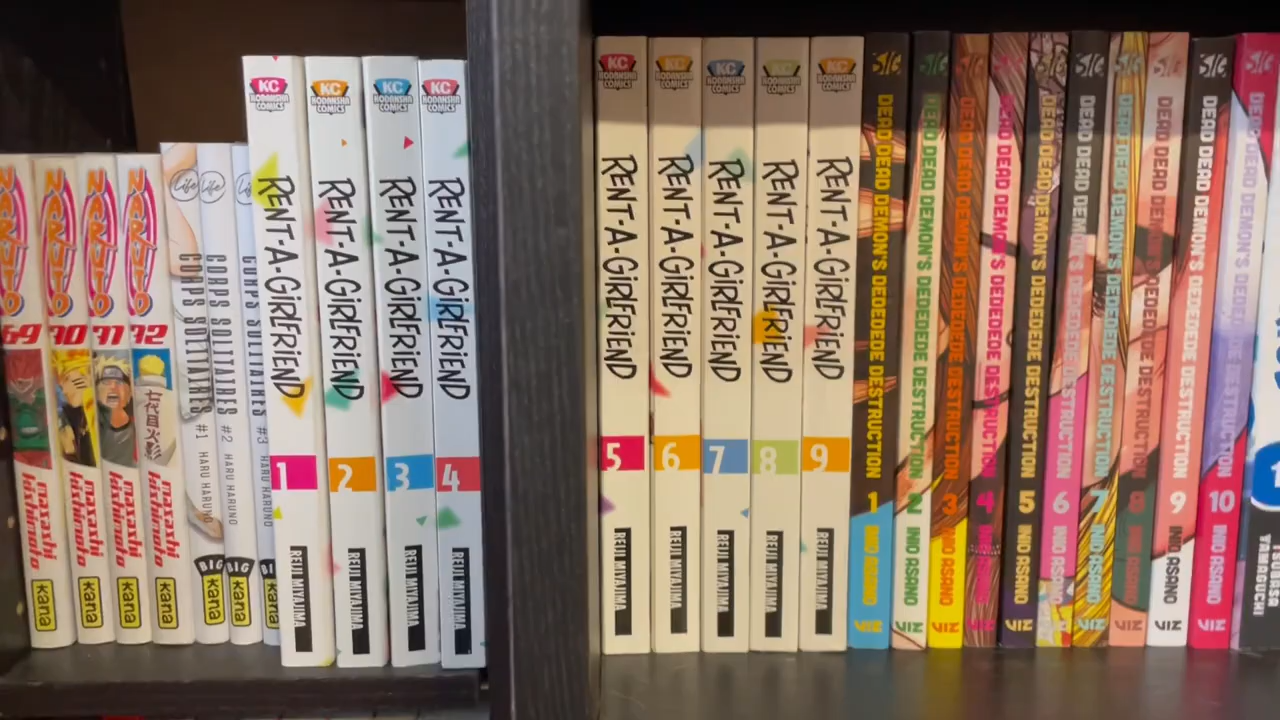 NARUTO
69
MASASHI
KISHIMOTO
kana
NARUTO
70
MASASHI
KISHIMOTO
kana
NARUTO
71
MASASHI
KISHIMOTO
kana
NARUTO
72
七代目火影
MASASHI
KISHIMOTO
kana
Life
CORPS SOLITAIRES #1 HARU HARUNO
BIG
kana
Life
CORPS SOLITAIRES #2 HARU HARUNO
BIG
kana
CORPS SOLITAIRES #3 HARU HARUNO
KC
KODANSHA
COMICS
RENT-A-GIRLFRIEND
1
REIJI MIYAJIMA
KC
KODANSHA
COMICS
RENT-A-GIRLFRIEND
2
REIJI MIYAJIMA
KC
KODANSHA
COMICS
RENT-A-GIRLFRIEND
3
REIJI MIYAJIMA
KC
KODANSHA
COMICS
RENT-A-GIRLFRIEND
4
REIJI MIYAJIMA
KC
KODANSHA
COMICS
RENT-A-GIRLFRIEND
5
REIJI MIYAJIMA
KC
KODANSHA
COMICS
RENT-A-GIRLFRIEND
6
REIJI MIYAJIMA
KC
KODANSHA
COMICS
RENT-A-GIRLFRIEND
7
REIJI MIYAJIMA
KC
KODANSHA
COMICS
RENT-A-GIRLFRIEND
8
REIJI MIYAJIMA
KC
KODANSHA
COMICS
RENT-A-GIRLFRIEND
9
REIJI MIYAJIMA
DEAD DEAD DEMON'S DEDEDEDE DESTRUCTION 1 INIO ASANO
VIZ
DEAD DEAD DEMON'S DEDEDEDE DESTRUCTION 2 INIO ASANO
VIZ
DEAD DEAD DEMON'S DEDEDEDE DESTRUCTION 3 INIO ASANO
VIZ
DEAD DEAD DEMON'S DEDEDEDE DESTRUCTION 4 INIO ASANO
VIZ
DEAD DEAD DEMON'S DEDEDEDE DESTRUCTION 5 INIO ASANO
VIZ
DEAD DEAD DEMON'S DEDEDEDE DESTRUCTION 6 INIO ASANO
VIZ
DEAD DEAD DEMON'S DEDEDEDE DESTRUCTION 7 INIO ASANO
VIZ
DEAD DEAD DEMON'S DEDEDEDE DESTRUCTION 8 INIO ASANO
VIZ
DEAD DEAD DEMON'S DEDEDEDE DESTRUCTION 9 INIO ASANO
VIZ
DEAD DEAD DEMON'S DEDEDEDE DESTRUCTION 10 INIO ASANO
VIZ
1
TSUBASA
YAMAGUCHI